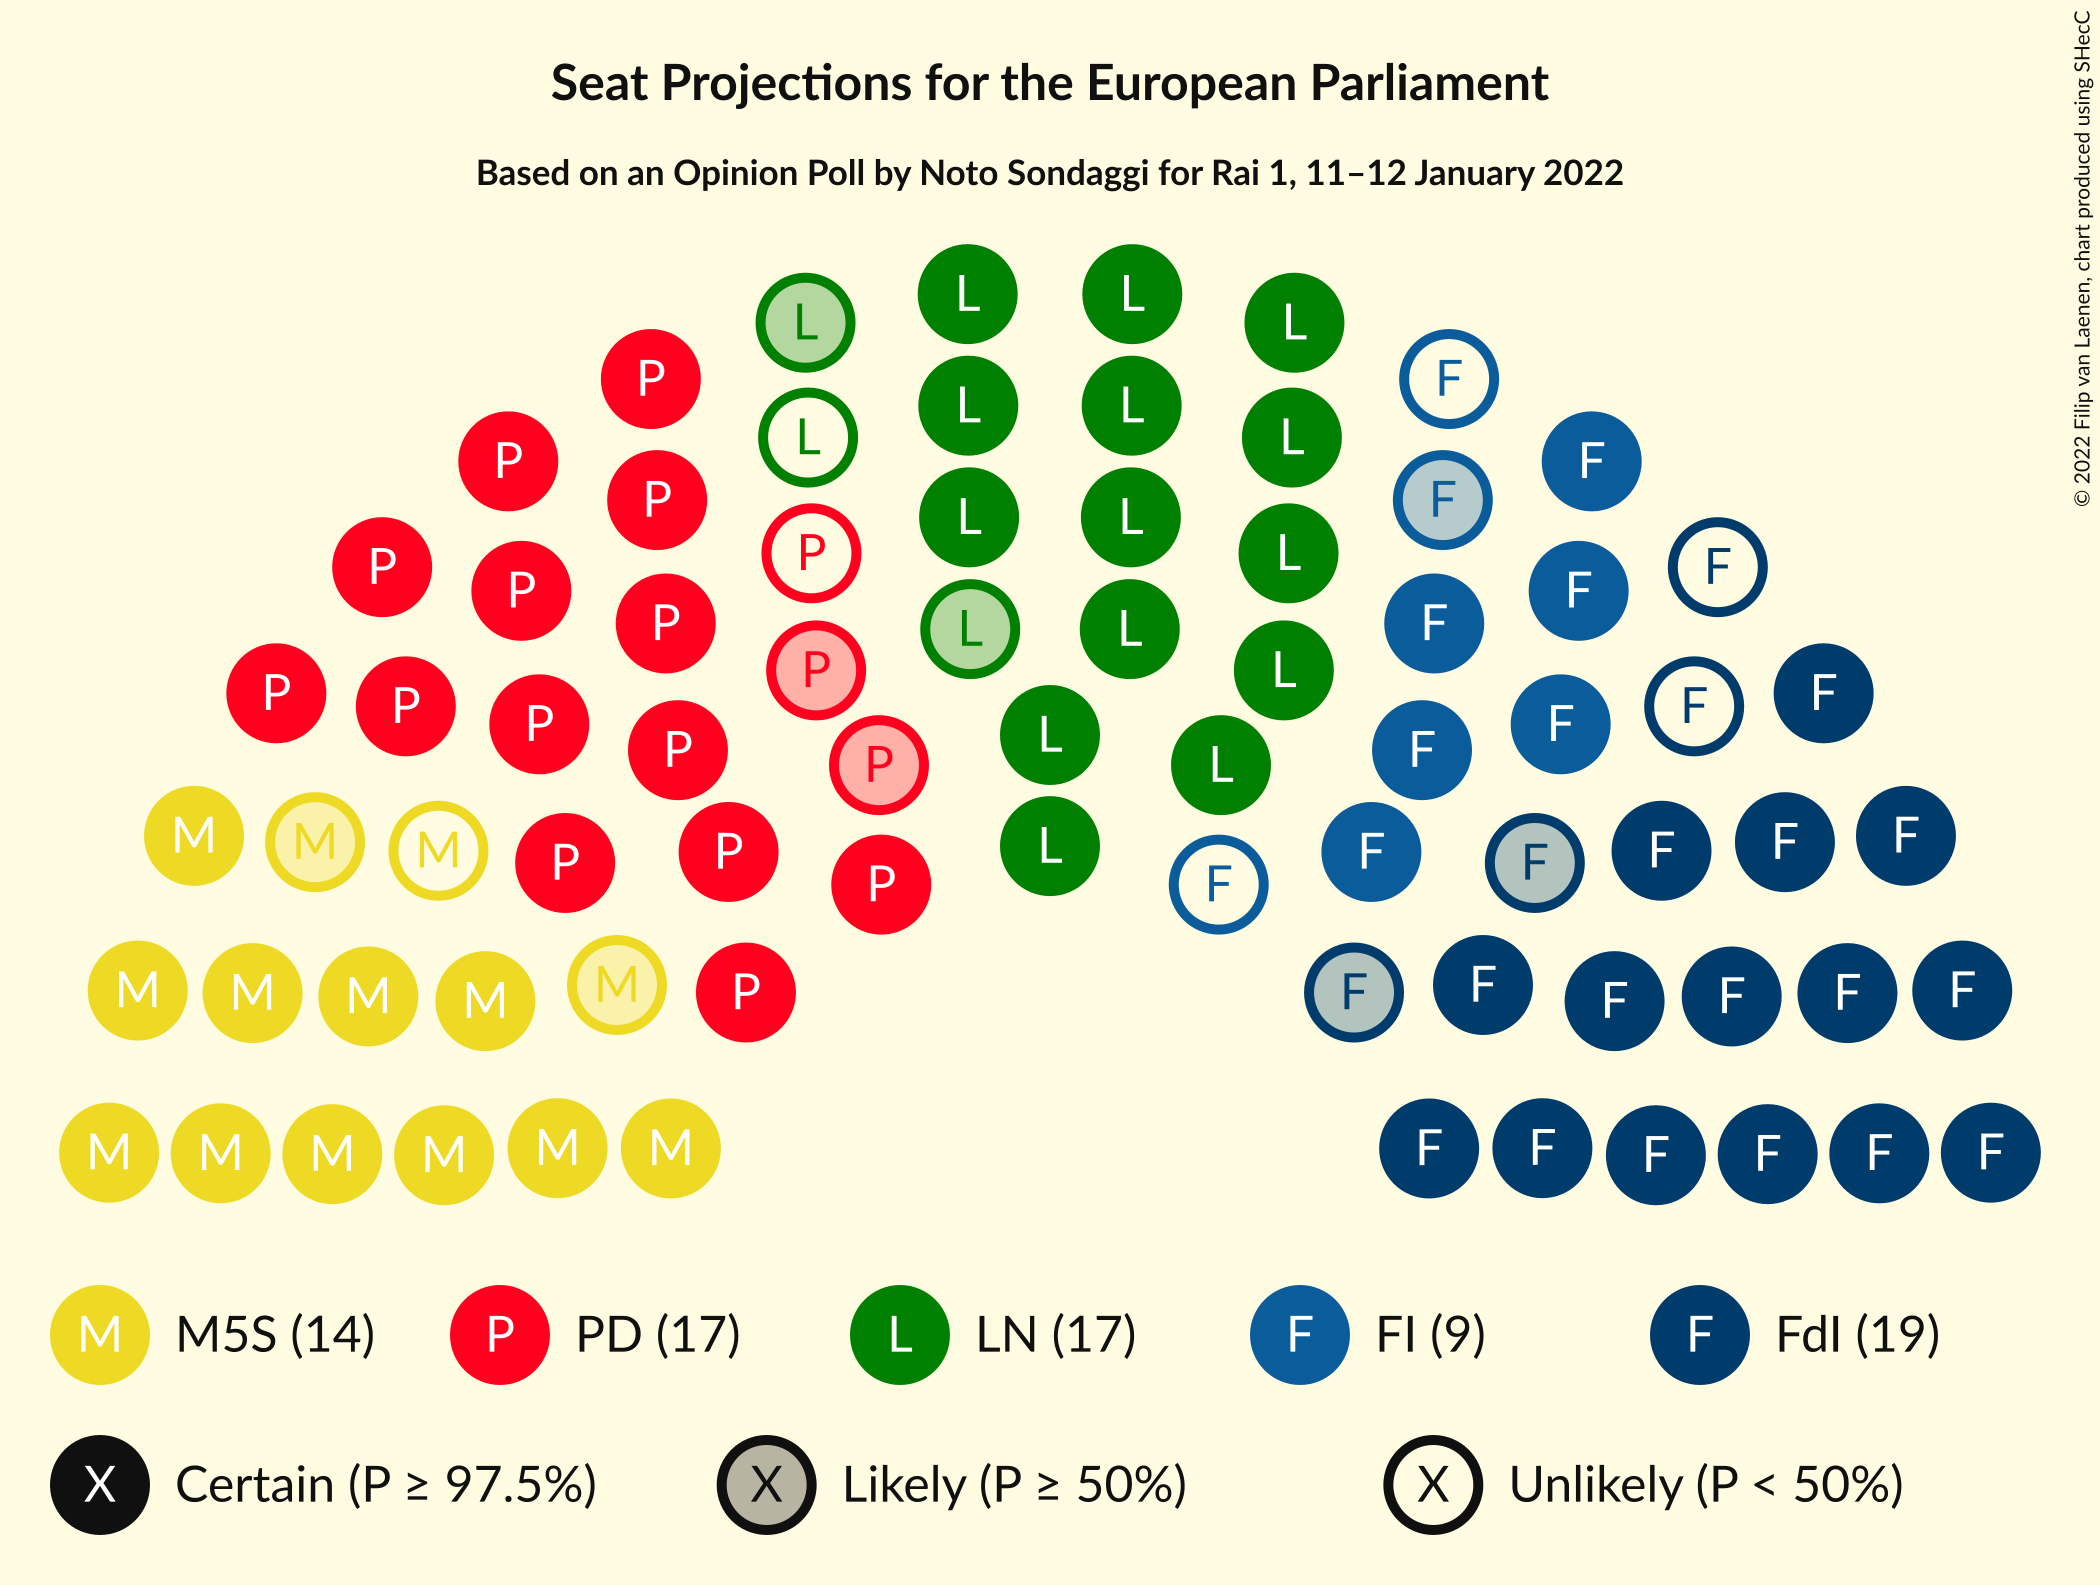 Seat Projections for the European Parliament
Based on an Opinion Poll by Noto Sondaggi for Rai 1, 11–12 January 2022
© 2022 Filip van Laenen, chart produced using SHecC
L L
L L
P F
L L
P F
L L
P F
P F
L L
P P F F
P F
P L L F
P L F
P P F F
P P P F F F
L
P P F F
P L
M F
M F
M P P L F F F
P F
M M M M F F F F
M P F F
M M M M M M F F F F F F
M M5S (14) P PD (17) L LN (17) F FI (9) F FdI (19)
X Certain (P ≥ 97.5%) X Likely (P ≥ 50%) X Unlikely (P < 50%)